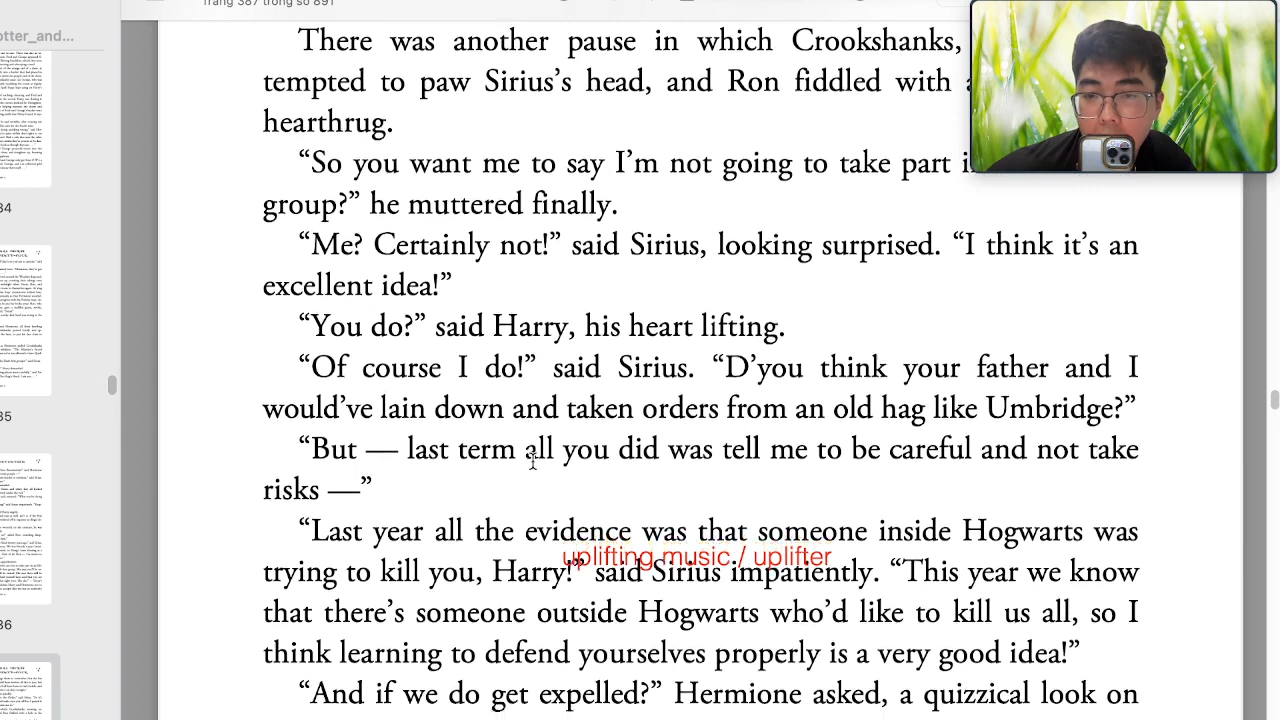 Trang 387 trong số 891
otter_and...
There was another pause in which Crookshanks,
tempted to paw Sirius’s head, and Ron fiddled with a
hearthrug.
“So you want me to say I’m not going to take part i
group?” he muttered finally.
“Me? Certainly not!” said Sirius, looking surprised. “I think it’s an
excellent idea!”
“You do?” said Harry, his heart lifting.
“Of course I do!” said Sirius. “D’you think your father and I
would’ve lain down and taken orders from an old hag like Umbridge?”
“But — last term all you did was tell me to be careful and not take
risks —”
“Last year all the evidence was that someone inside Hogwarts was
uplifting music / uplifter
trying to kill you, Harry!” said Sirius impatiently. “This year we know
that there’s someone outside Hogwarts who’d like to kill us all, so I
think learning to defend yourselves properly is a very good idea!”
“And if we do get expelled?” Hermione asked, a quizzical look on
34
35
36